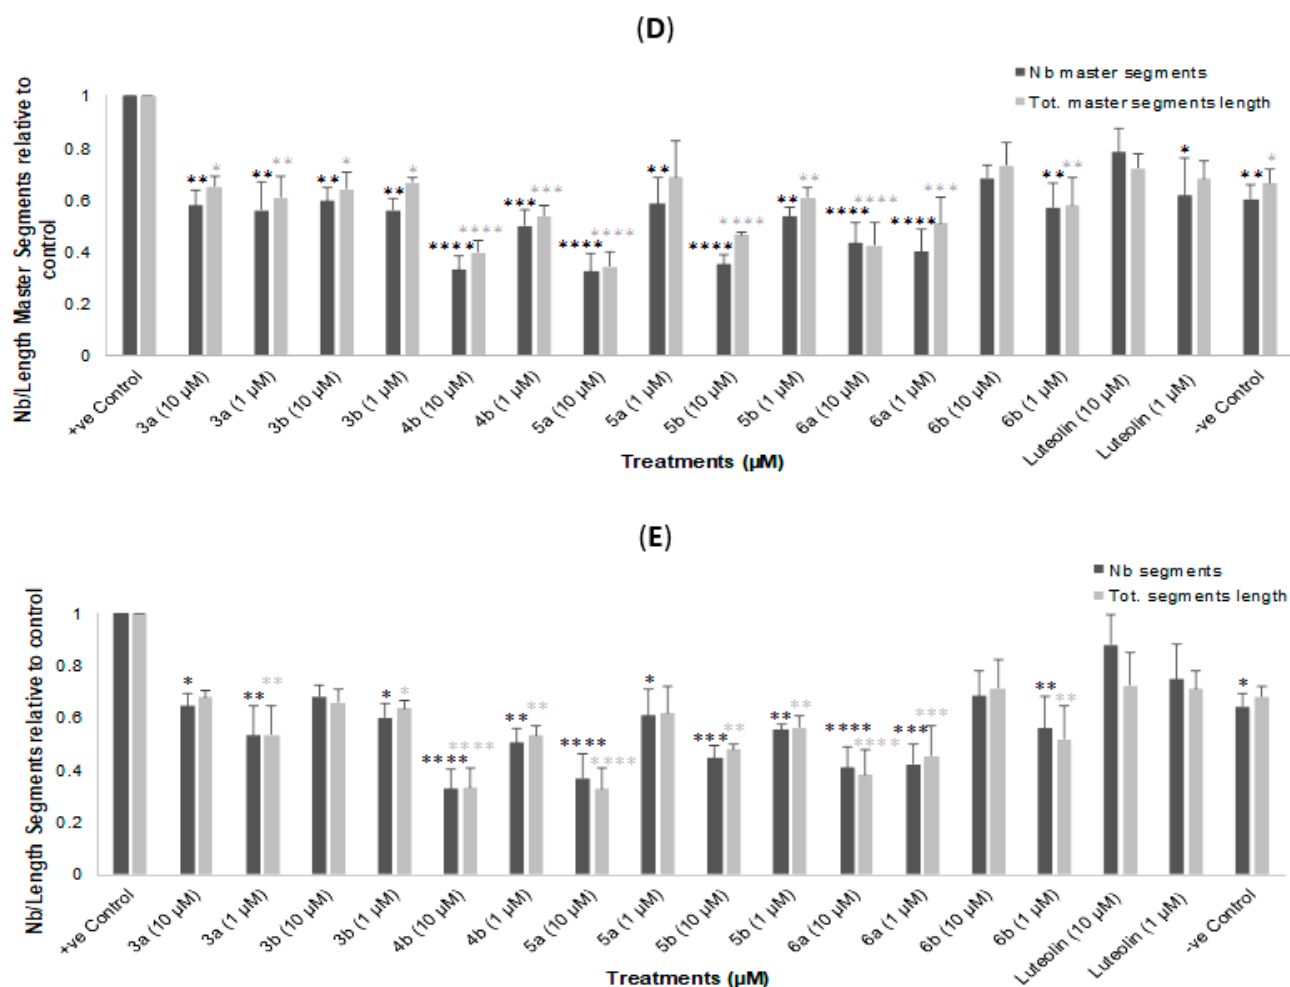 (D)
Nb master segments
Tot. master segments length
Nb/Length Master Segments relative to
control
1
0.8
0.6
0.4
0.2
0
** * ** ** ** * ** * **** **** *** *** **** **** ** **** **** ** ** **** **** **** *** ** ** * ** *
+ve Control 3a (10 µM) 3a (1 µM) 3b (10 µM) 3b (1 µM) 4b (10 µM) 4b (1 µM) 5a (10 µM) 5a (1 µM) 5b (10 µM) 5b (1 µM) 6a (10 µM) 6a (1 µM) 6b (10 µM) 6b (1 µM) Luteolin (10 µM) Luteolin (1 µM) -ve Control
Treatments (µM)
(E)
Nb segments
Tot. segments length
Nb/Length Segments relative to control
1
0.8
0.6
0.4
0.2
0
* ** ** * * **** **** ** ** **** **** * *** ** ** ** **** **** *** *** ** ** *
+ve Control 3a (10 µM) 3a (1 µM) 3b (10 µM) 3b (1 µM) 4b (10 µM) 4b (1 µM) 5a (10 µM) 5a (1 µM) 5b (10 µM) 5b (1 µM) 6a (10 µM) 6a (1 µM) 6b (10 µM) 6b (1 µM) Luteolin (10 µM) Luteolin (1 µM) -ve Control
Treatments (µM)